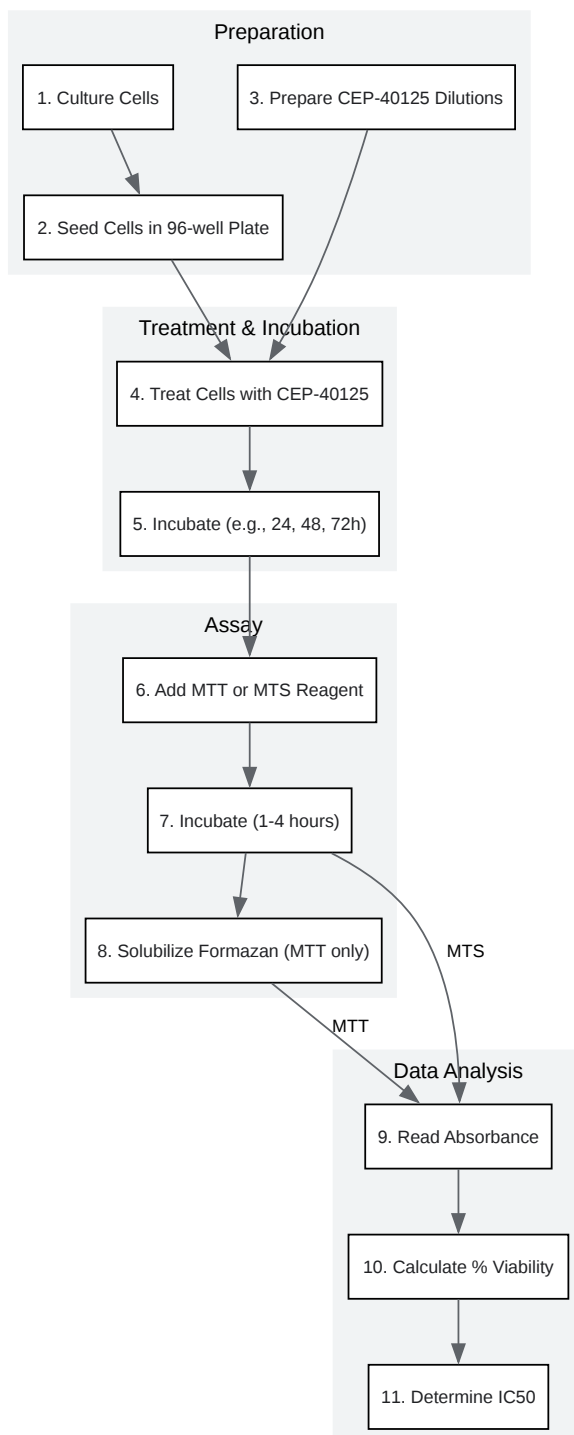 Preparation
1. Culture Cells
3. Prepare CEP-40125 Dilutions
2. Seed Cells in 96-well Plate
Treatment & Incubation
4. Treat Cells with CEP-40125
5. Incubate (e.g., 24, 48, 72h)
Assay
6. Add MTT or MTS Reagent
7. Incubate (1-4 hours)
8. Solubilize Formazan (MTT only)
MTS
MTT
Data Analysis
9. Read Absorbance
10. Calculate % Viability
11. Determine IC50